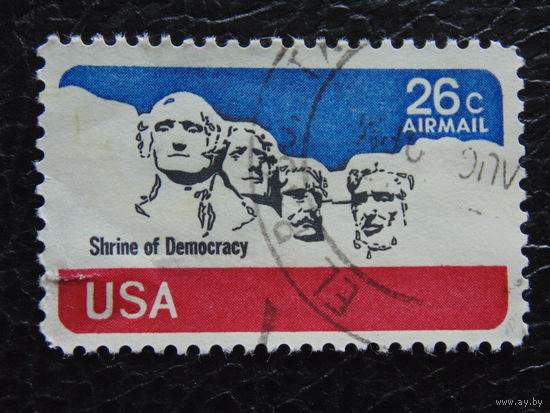 26c
AIRMAIL
Shrine of Democracy
USA
www.ay.by